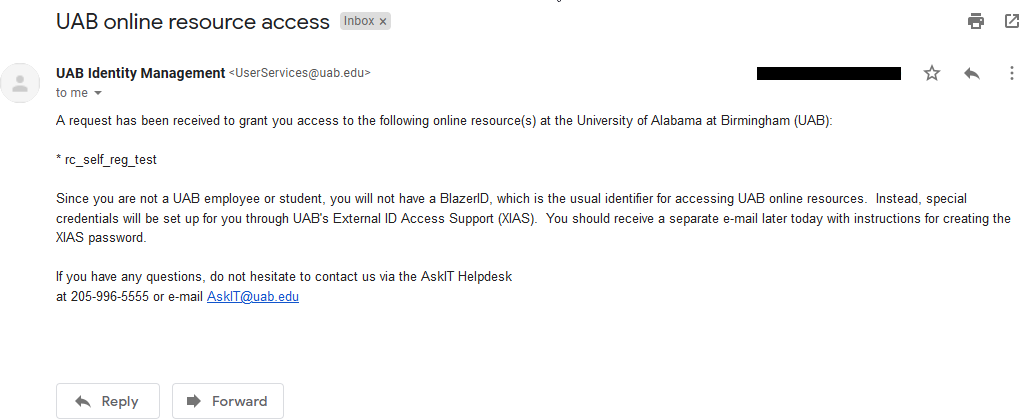 UAB online resource access Inbox x
UAB Identity Management <UserServices@uab.edu>
to me
A request has been received to grant you access to the following online resource(s) at the University of Alabama at Birmingham (UAB):
* rc_self_reg_test
Since you are not a UAB employee or student, you will not have a BlazerID, which is the usual identifier for accessing UAB online resources.  Instead, special
credentials will be set up for you through UAB's External ID Access Support (XIAS).  You should receive a separate e-mail later today with instructions for creating the
XIAS password.
If you have any questions, do not hesitate to contact us via the AskIT Helpdesk
at 205-996-5555 or e-mail AskIT@uab.edu
Reply Forward